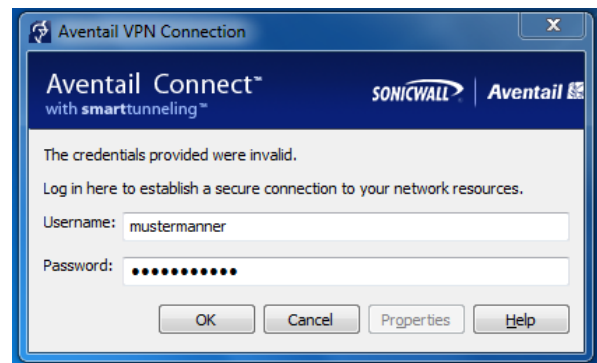 Aventail VPN Connection
Aventail Connect™ SONICWALL Aventail
with smarttunneling™
The credentials provided were invalid.
Log in here to establish a secure connection to your network resources.
Username: mustermanner
Password: •••••••••••
OK Cancel Properties Help